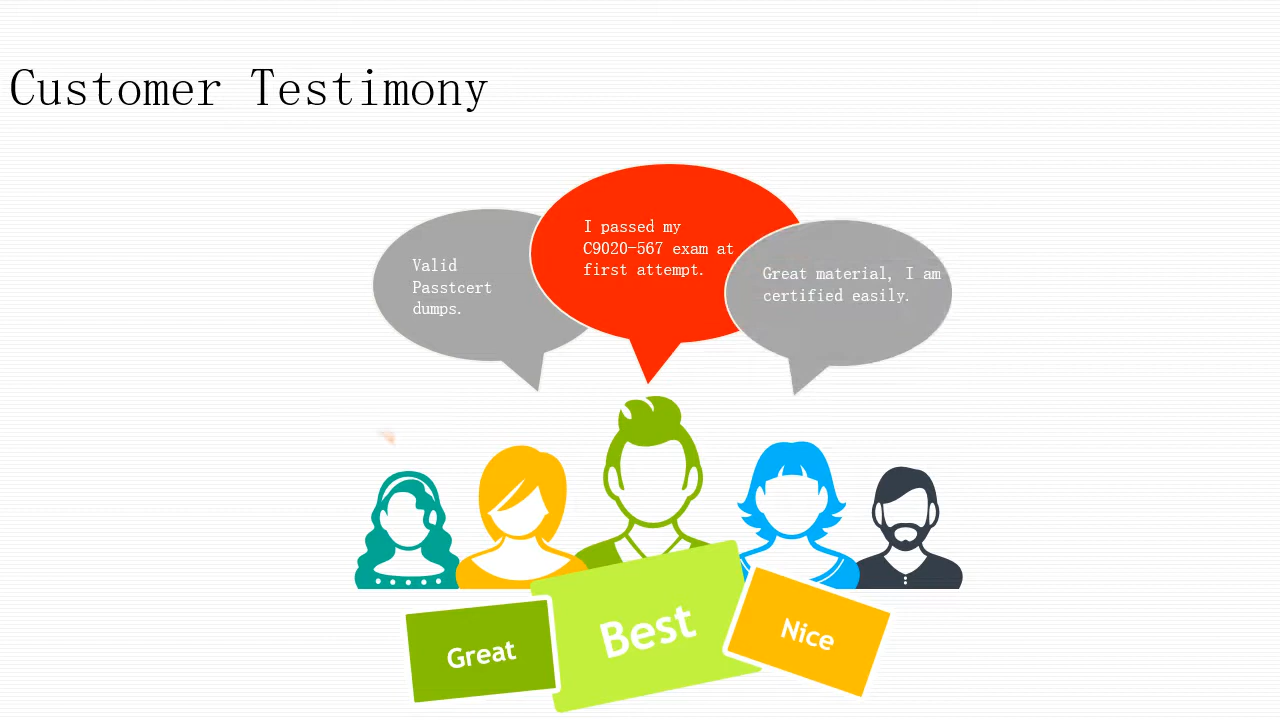 Customer Testimony
Valid
Passtcert
dumps.
I passed my
C9020-567 exam at
first attempt.
Great material, I am
certified easily.
Great
Best
Nice